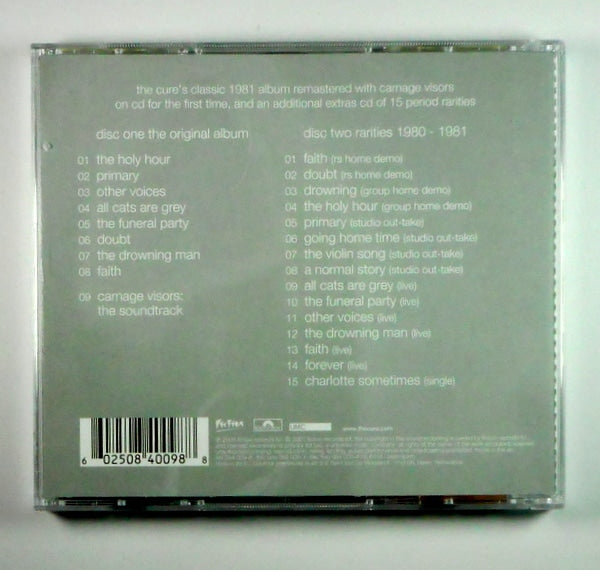 the cure's classic 1981 album remastered with carnage visors
on cd for the first time, and an additional extras cd of 15 period rarities
disc one the original album
01 the holy hour
02 primary
03 other voices
04 all cats are grey
05 the funeral party
06 doubt
07 the drowning man
08 faith
09 carnage visors:
the soundtrack
disc two rarities 1980 - 1981
01 faith (rs home demo)
02 doubt (rs home demo)
03 drowning (group home demo)
04 the holy hour (group home demo)
05 primary (studio out-take)
06 going home time (studio out-take)
07 the violin song (studio out-take)
08 a normal story (studio out-take)
09 all cats are grey (live)
10 the funeral party (live)
11 other voices (live)
12 the drowning man (live)
13 faith (live)
14 forever (live)
15 charlotte sometimes (single)
6 02508 40098 8
Fiction
polydor
UMC
www.thecure.com